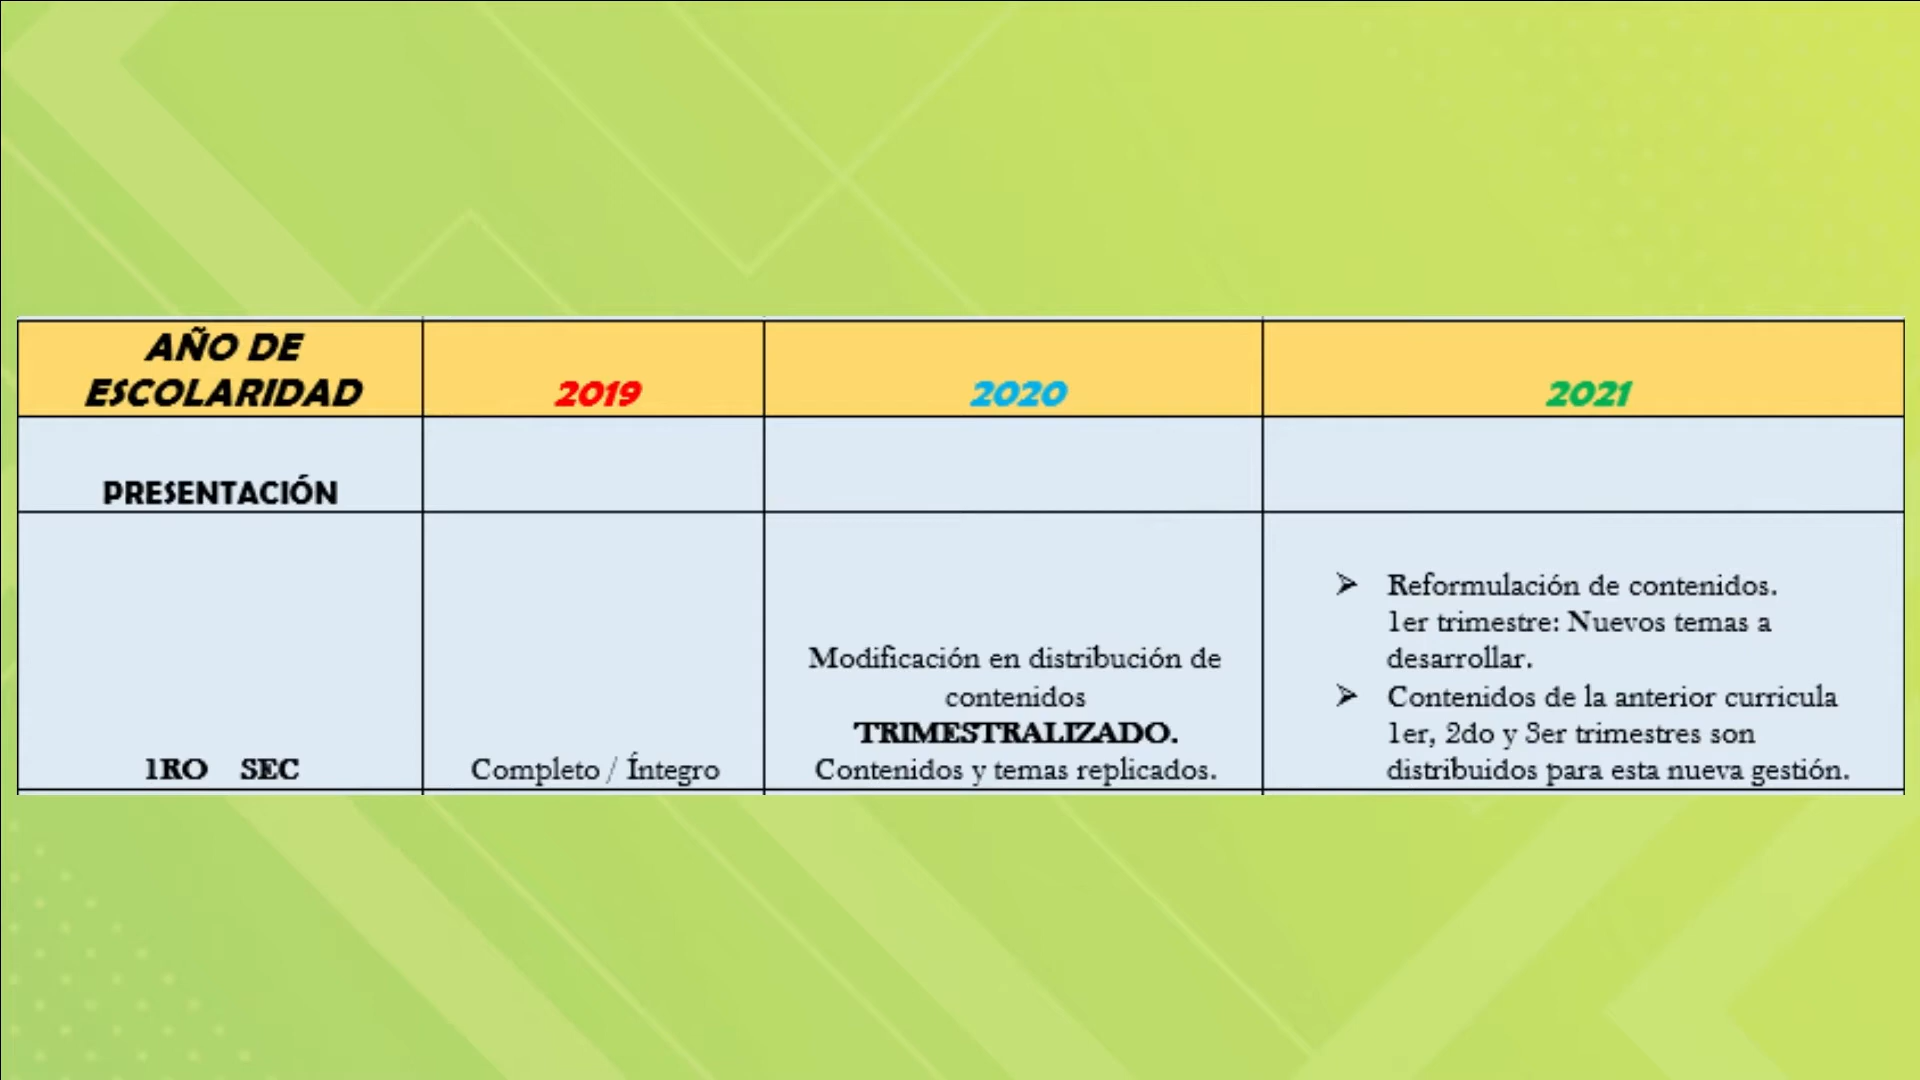 AÑO DE
ESCOLARIDAD
2019
2020
2021
PRESENTACIÓN
1RO SEC
Completo / Íntegro
Modificación en distribución de
contenidos
TRIMESTRALIZADO.
Contenidos y temas replicados.
➢ Reformulación de contenidos.
1er trimestre: Nuevos temas a
desarrollar.
➢ Contenidos de la anterior curricula
1er, 2do y 3er trimestres son
distribuidos para esta nueva gestión.